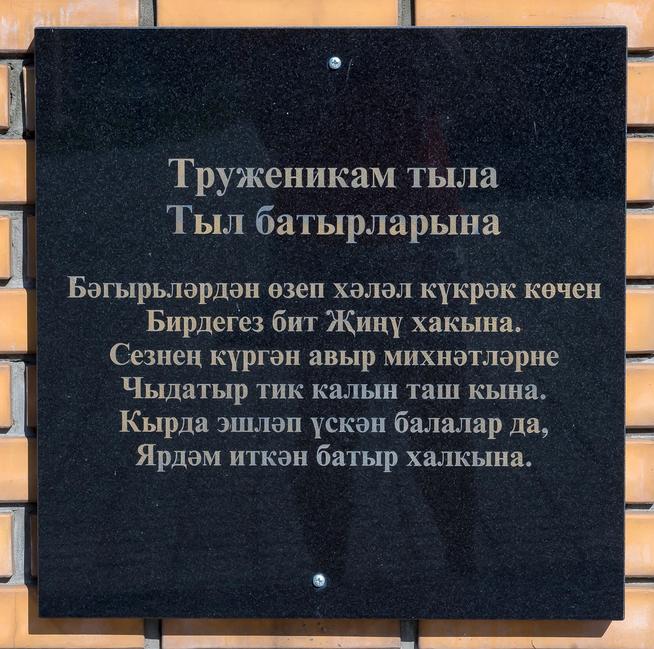 Труженикам тыла
Тыл батырларына
Бәгырьләрдән өзеп хәләл күкрәк көчен
Бирдегез бит Җиңү хакына.
Сезнең күргән авыр михнәтләрне
Чыдатыр тик калын таш кына.
Кырда эшләп үскән балалар да,
Ярдәм иткән батыр халкына.